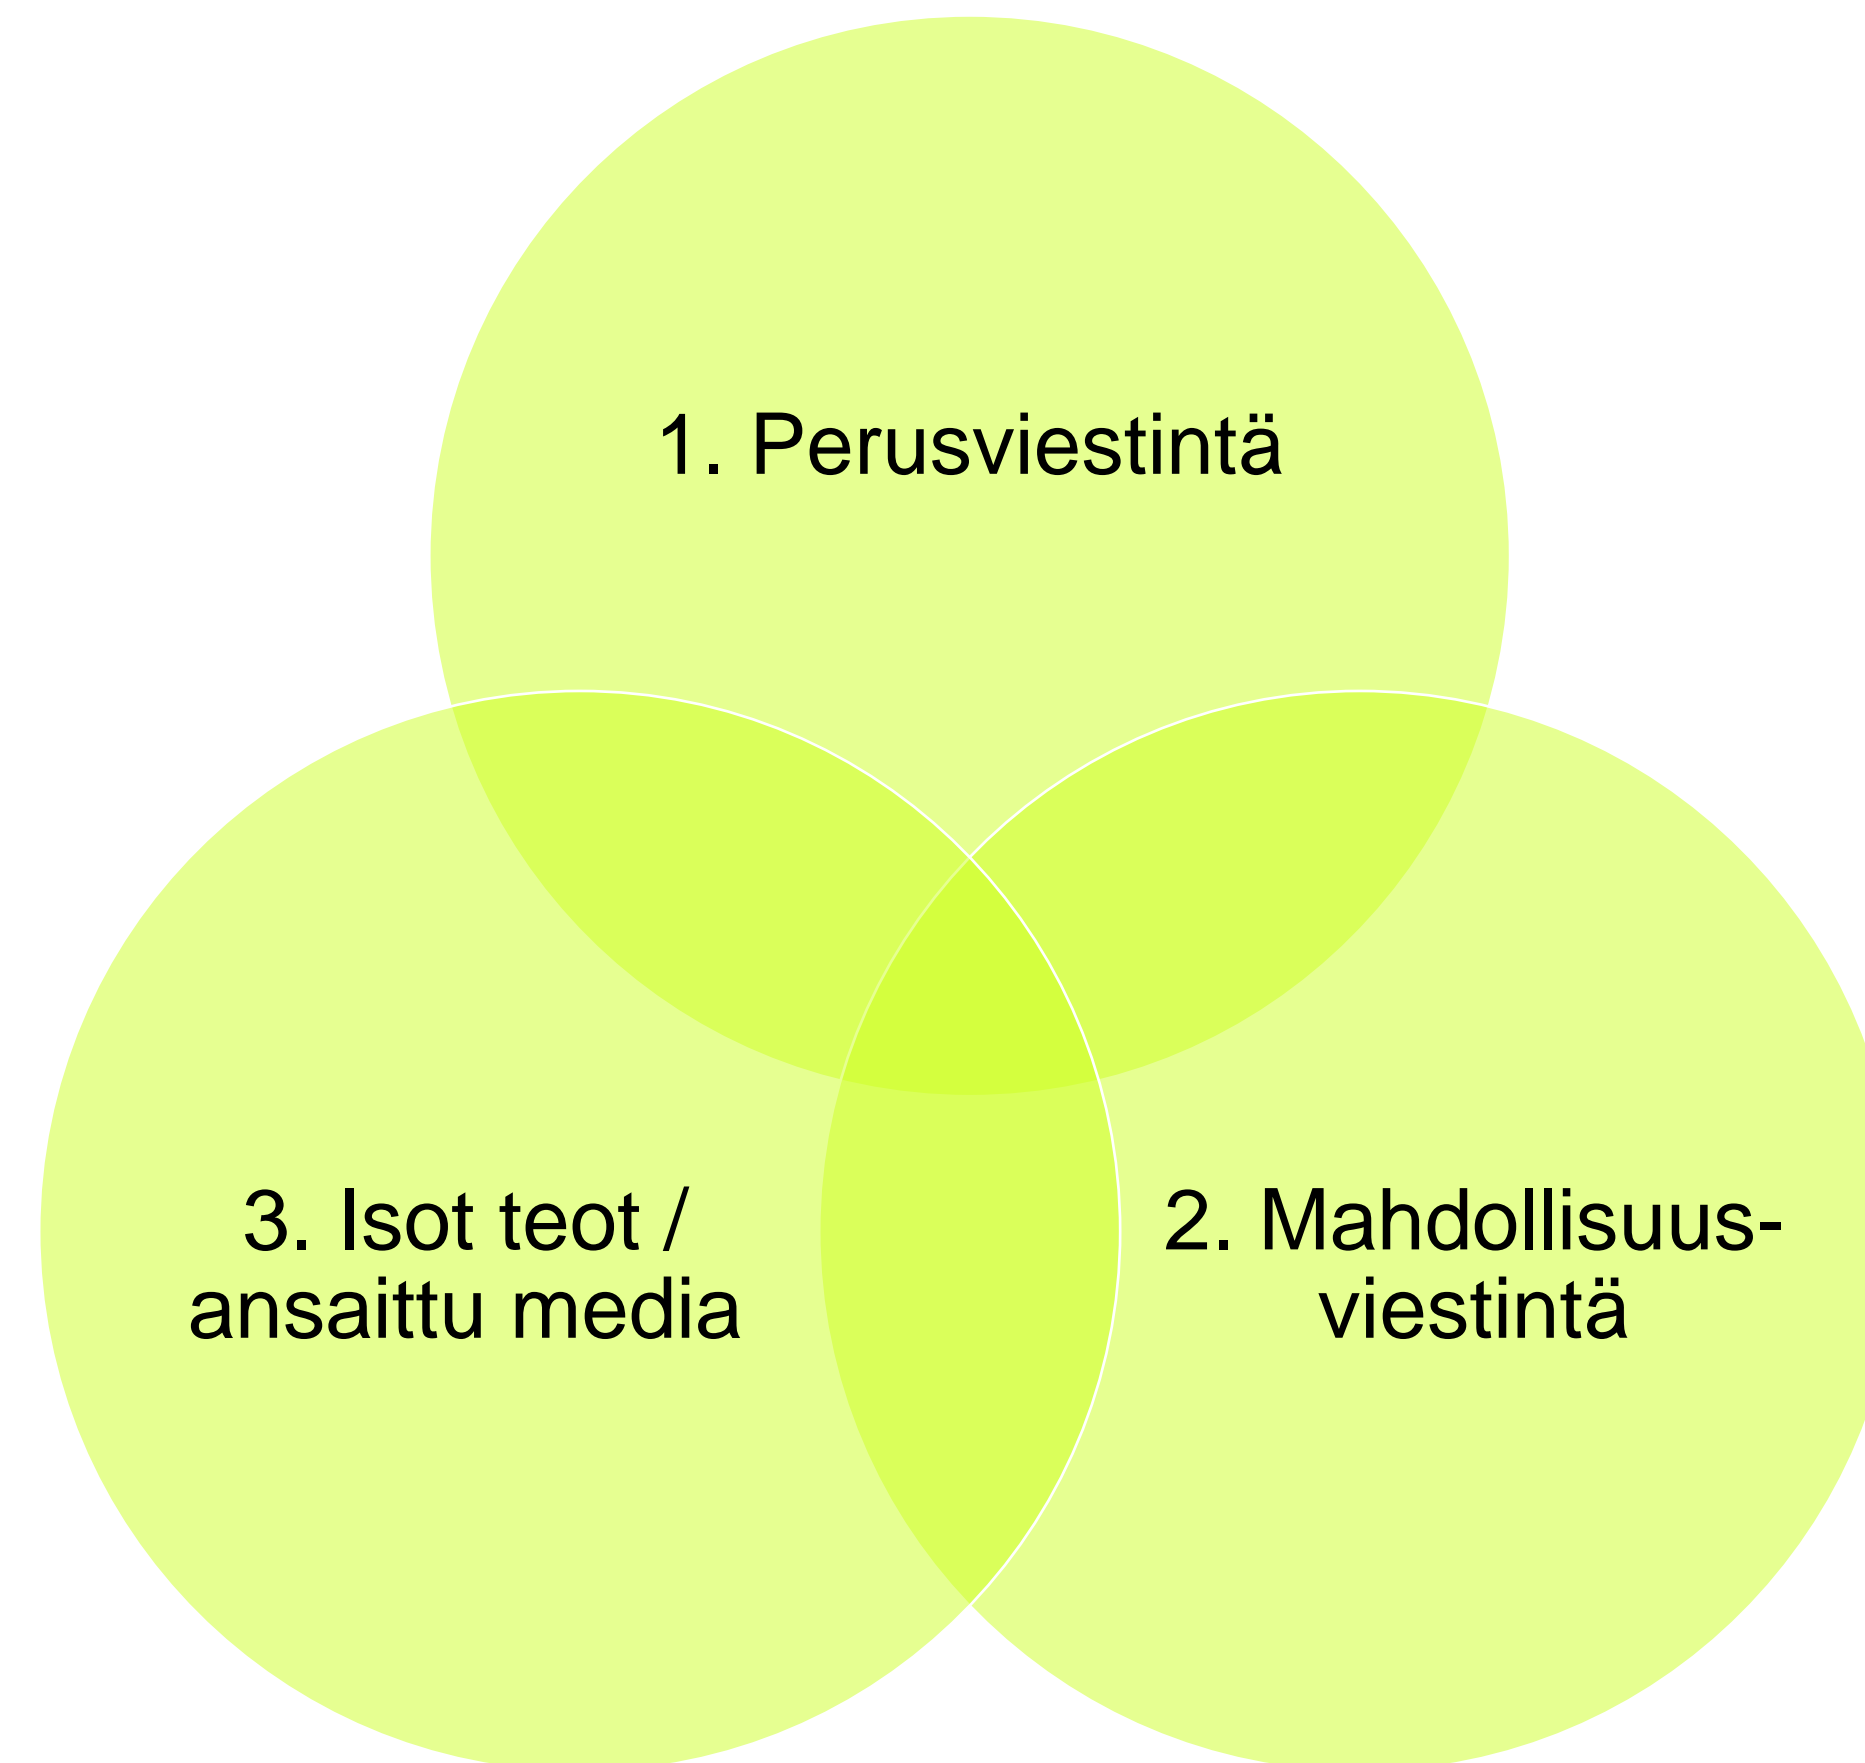 1. Perusviestintä
3. Isot teot /
ansaittu media
2. Mahdollisuus-
viestintä